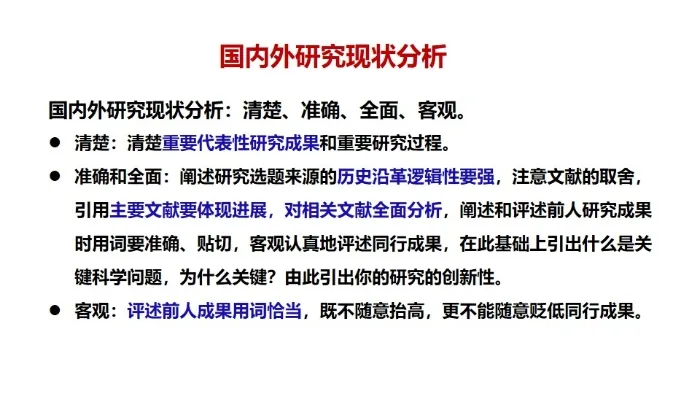 国内外研究现状分析
国内外研究现状分析：清楚、准确、全面、客观。
● 清楚：清楚重要代表性研究成果和重要研究过程。
● 准确和全面：阐述研究选题来源的历史沿革逻辑性要强，注意文献的取舍，
引用主要文献要体现进展，对相关文献全面分析，阐述和评述前人研究成果
时用词要准确、贴切，客观认真地评述同行成果，在此基础上引出什么是关
键科学问题，为什么关键？由此引出你的研究的创新性。
● 客观：评述前人成果用词恰当，既不随意抬高，更不能随意贬低同行成果。